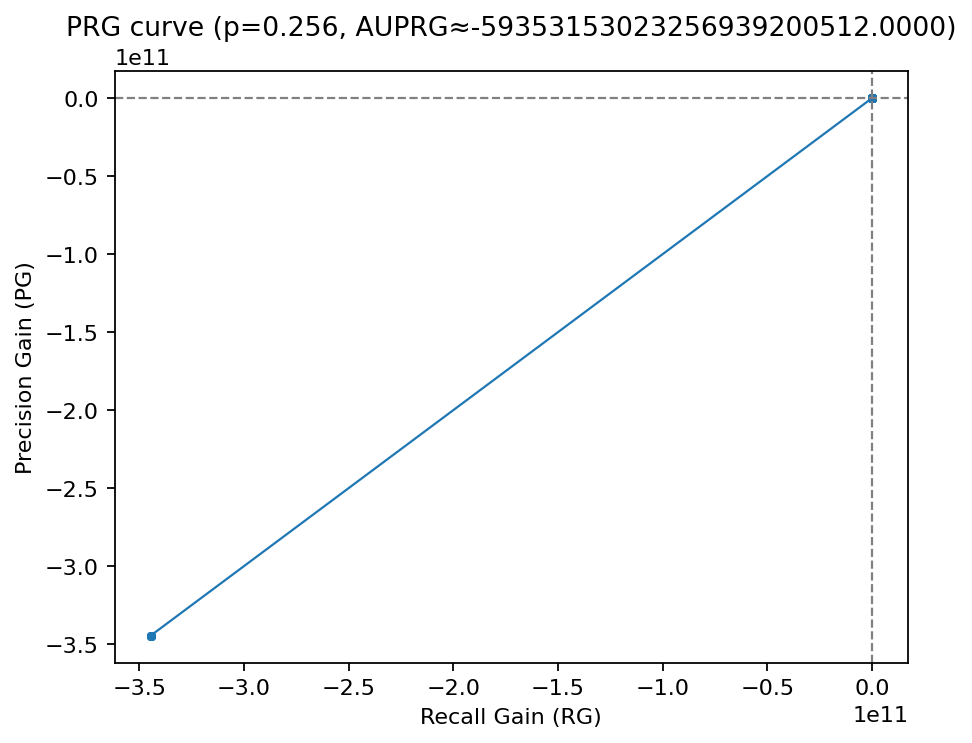 PRG curve (p=0.256, AUPRG≈-59353153023256939200512.0000)
1e11
0.0
−0.5
−1.0
−1.5
−2.0
−2.5
−3.0
−3.5
Precision Gain (PG)
−3.5 −3.0 −2.5 −2.0 −1.5 −1.0 −0.5 0.0
Recall Gain (RG)
1e11